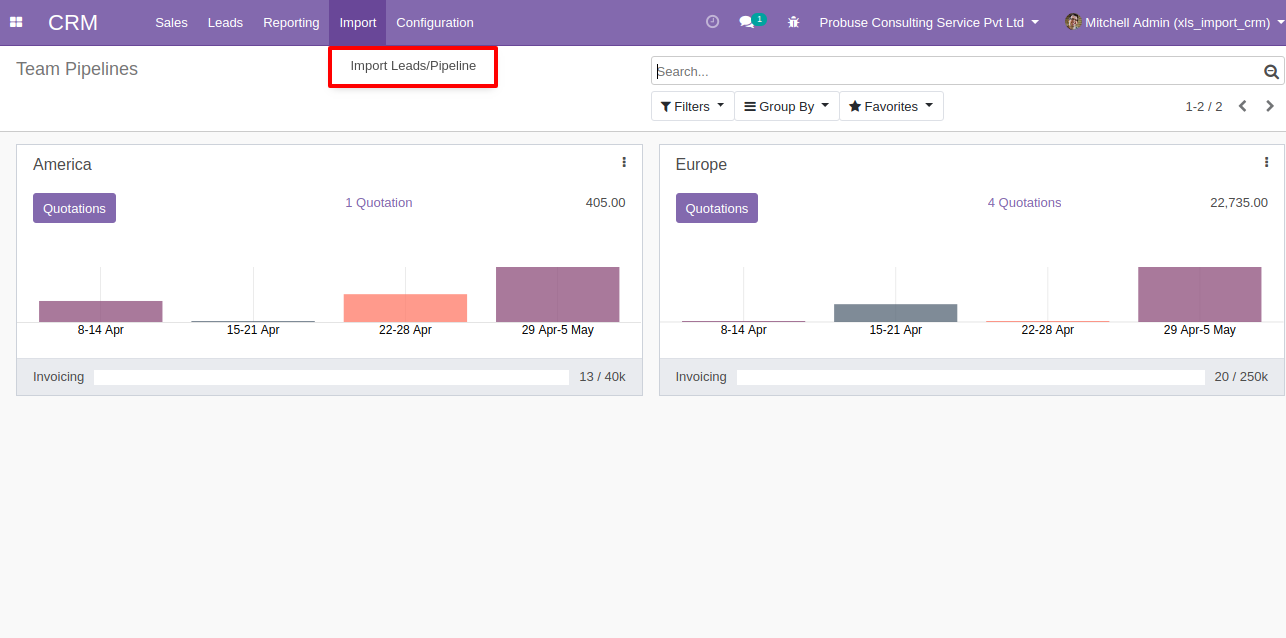 CRM Sales Leads Reporting Import Configuration 1 Probuse Consulting Service Pvt Ltd Mitchell Admin (xls_import_crm)
Import Leads/Pipeline
Team Pipelines
Search...
Filters Group By Favorites 1-2 / 2
America
Quotations 1 Quotation 405.00
8-14 Apr 15-21 Apr 22-28 Apr 29 Apr-5 May
Invoicing 13 / 40k
Europe
Quotations 4 Quotations 22,735.00
8-14 Apr 15-21 Apr 22-28 Apr 29 Apr-5 May
Invoicing 20 / 250k